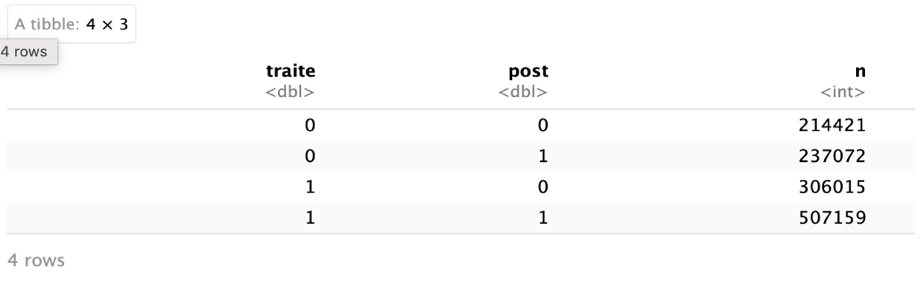 A tibble: 4 × 3
4 rows
traite post n
<dbl> <dbl> <int>
0 0 214421
0 1 237072
1 0 306015
1 1 507159
4 rows